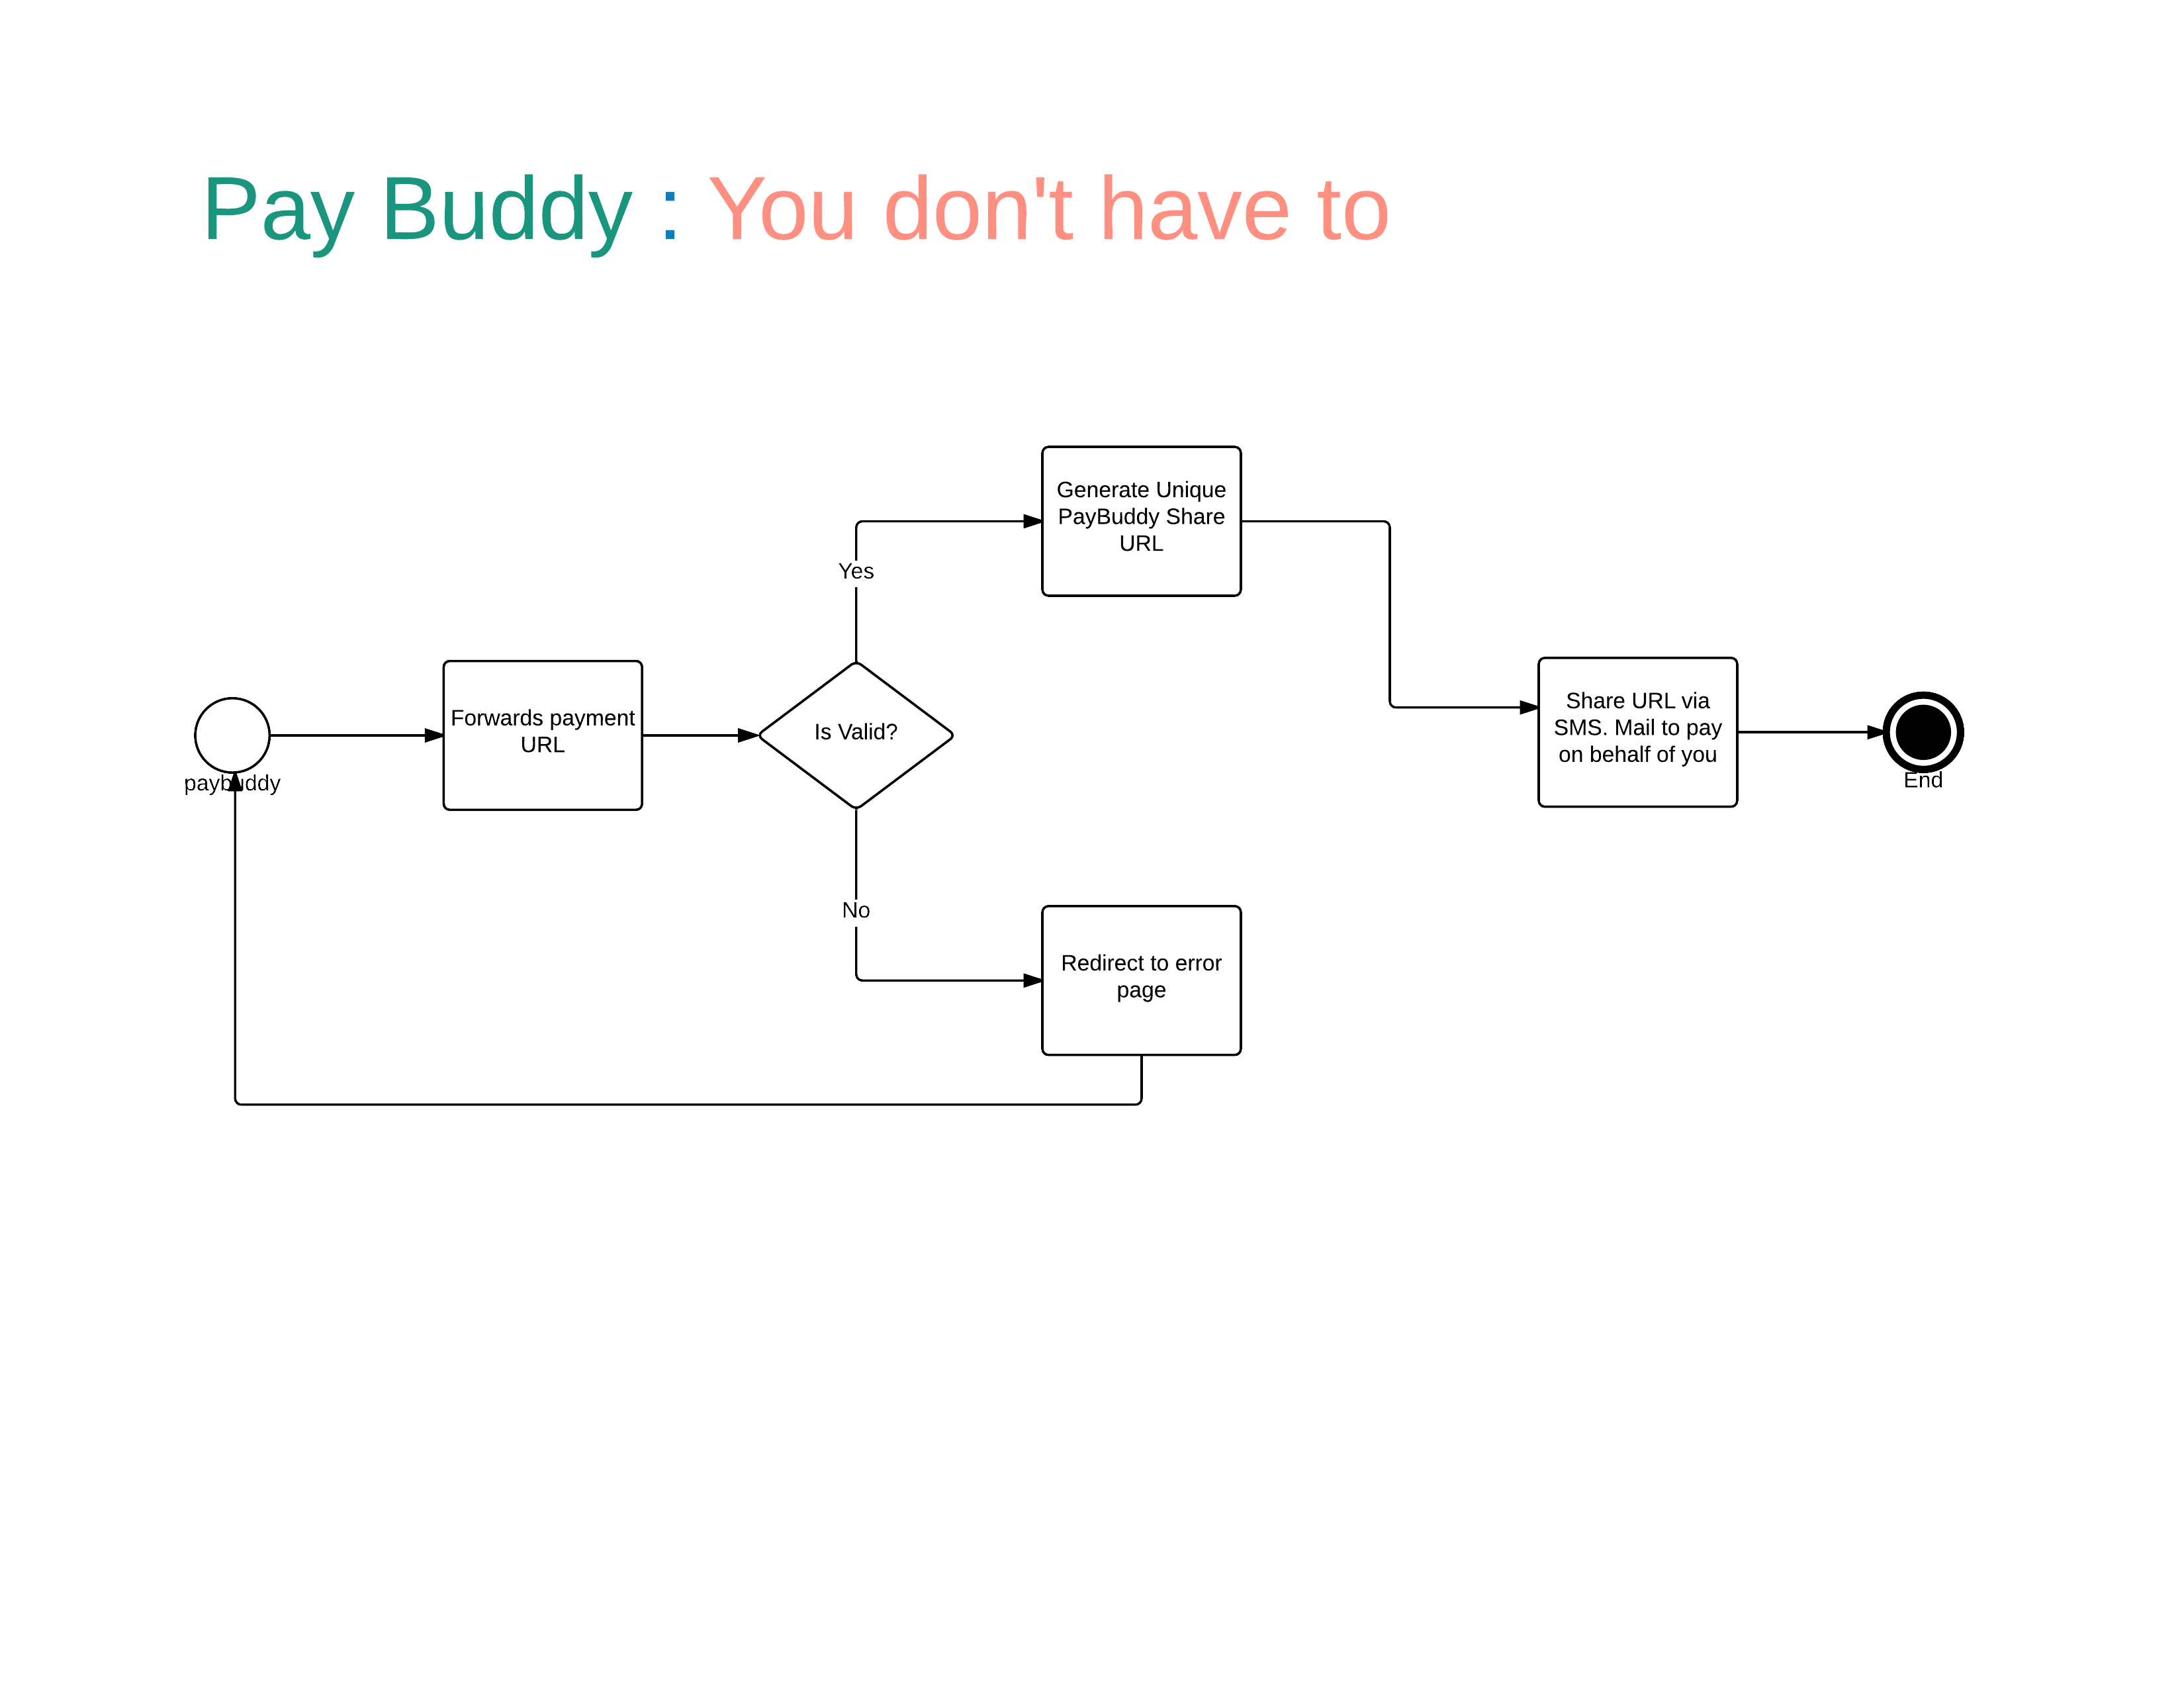 Pay Buddy : You don't have to
Generate Unique
PayBuddy Share
URL
Yes
Forwards payment
URL
Is Valid?
Share URL via
SMS. Mail to pay
on behalf of you
paybuddy
End
No
Redirect to error
page